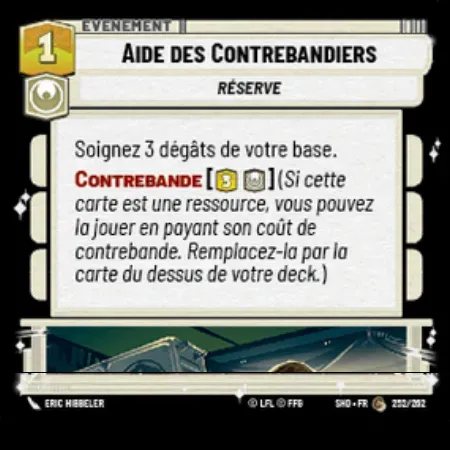 EVENEMENT
1
AIDE DES CONTREBANDIERS
RÉSERVE
Soignez 3 dégâts de votre base.
CONTREBANDE [3 ](Si cette
carte est une ressource, vous pouvez
la jouer en payant son coût de
contrebande. Remplacez-la par la
carte du dessus de votre deck.)
ERIC HIBBELER
© LFL © FFG
SHD • FR
252/262